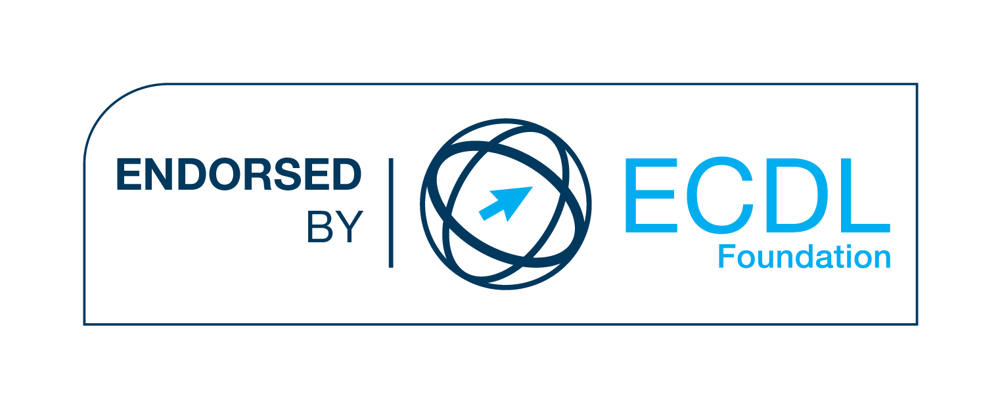 ENDORSED
BY
ECDL
Foundation